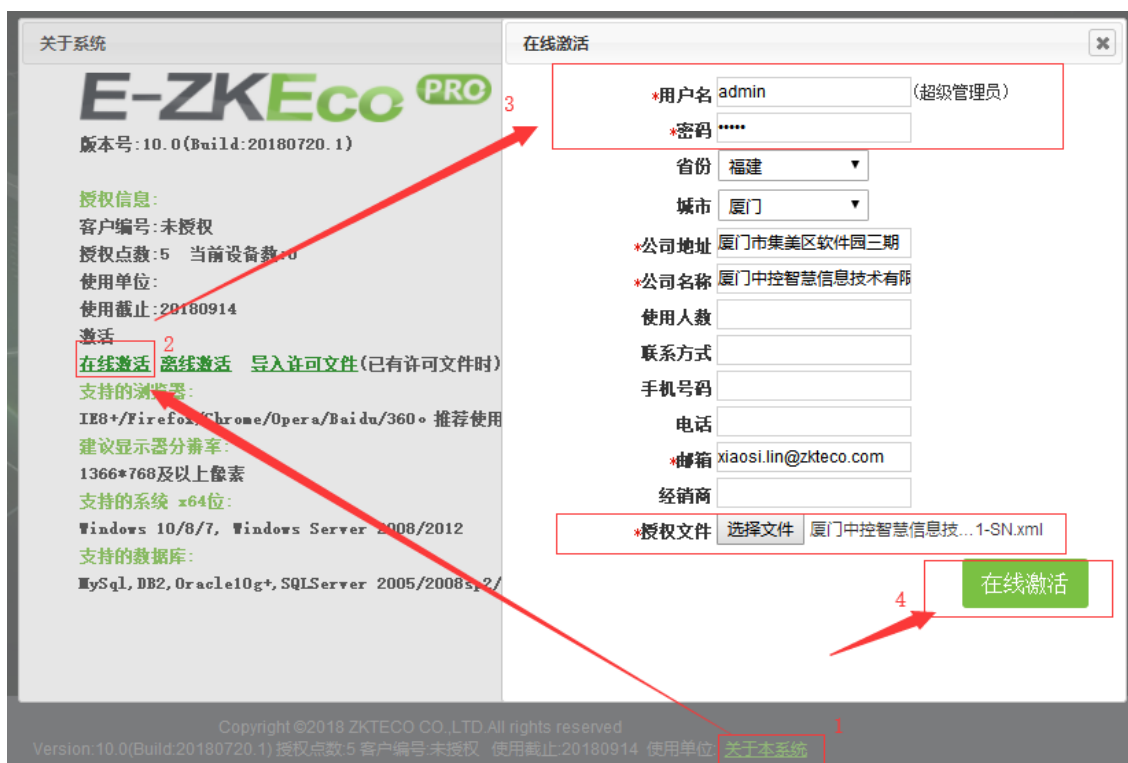 关于系统
E-ZKEco PRO
版本号:10.0(Build:20180720.1)
授权信息:
客户编号:未授权
授权点数:5 当前设备数:0
使用单位:
使用截止:20180914
激活
2
在线激活 离线激活 导入许可文件(已有许可文件时)
支持的浏览器:
IE8+/Firefox/Chrome/Opera/Baidu/360。推荐使用
建议显示器分辨率:
1366*768及以上像素
支持的系统 x64位:
Windows 10/8/7, Windows Server 2008/2012
支持的数据库:
MySql,DB2,Oracle10g+,SQLServer 2005/2008sp2/
在线激活
3
*用户名 admin (超级管理员)
*密码 •••••
省份 福建
城市 厦门
*公司地址 厦门市集美区软件园三期
*公司名称 厦门中控智慧信息技术有限
使用人数
联系方式
手机号码
电话
*邮箱 xiaosi.lin@zkteco.com
经销商
*授权文件 选择文件 厦门中控智慧信息技...1-SN.xml
4
在线激活
Copyright ©2018 ZKTECO CO.,LTD.All rights reserved
1
Version:10.0(Build:20180720.1) 授权点数:5 客户编号:未授权 使用截止:20180914 使用单位: 关于本系统